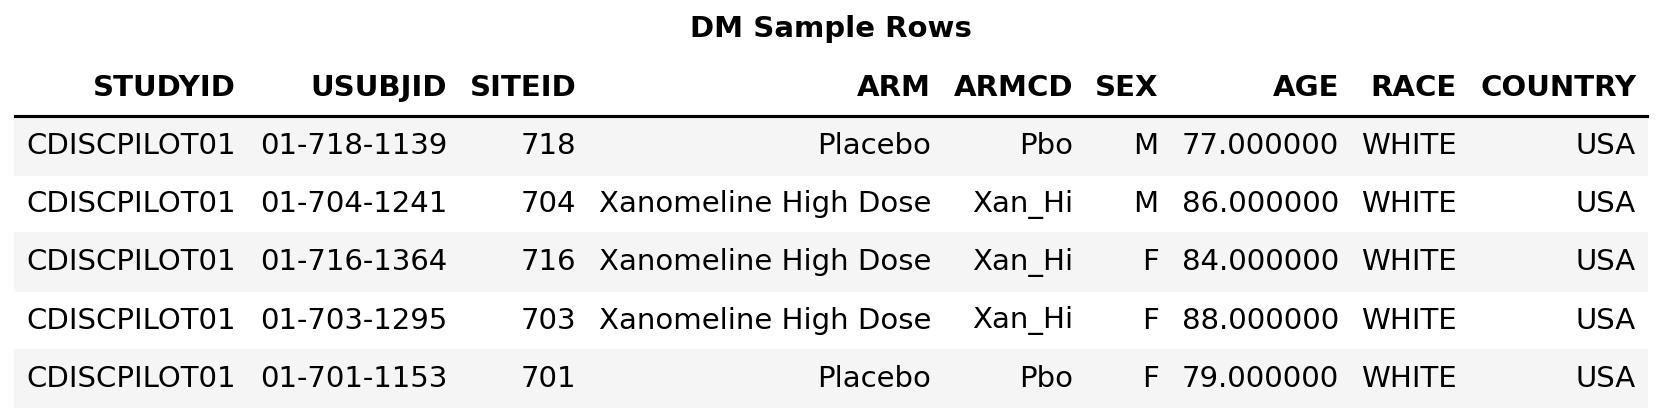 DM Sample Rows
STUDYID USUBJID SITEID ARM ARMCD SEX AGE RACE COUNTRY
CDISCPILOT01 01-718-1139 718 Placebo Pbo M 77.000000 WHITE USA
CDISCPILOT01 01-704-1241 704 Xanomeline High Dose Xan_Hi M 86.000000 WHITE USA
CDISCPILOT01 01-716-1364 716 Xanomeline High Dose Xan_Hi F 84.000000 WHITE USA
CDISCPILOT01 01-703-1295 703 Xanomeline High Dose Xan_Hi F 88.000000 WHITE USA
CDISCPILOT01 01-701-1153 701 Placebo Pbo F 79.000000 WHITE USA